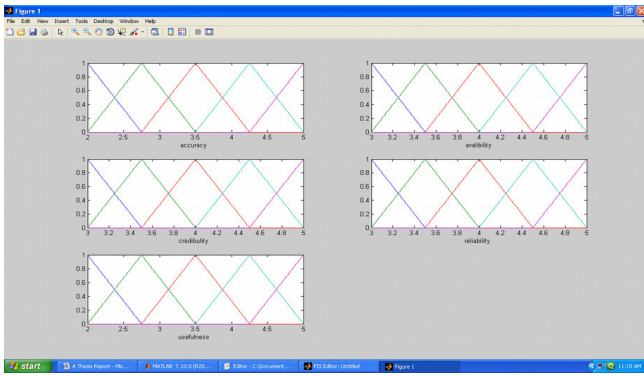 Figure 1
File Edit View Insert Tools Desktop Window Help
1
0.8
0.6
0.4
0.2
0
2 2.5 3 3.5 4 4.5 5
accuracy
1
0.8
0.6
0.4
0.2
0
3 3.2 3.4 3.6 3.8 4 4.2 4.4 4.6 4.8 5
avalibility
1
0.8
0.6
0.4
0.2
0
3 3.2 3.4 3.6 3.8 4 4.2 4.4 4.6 4.8 5
credibulity
1
0.8
0.6
0.4
0.2
0
3 3.2 3.4 3.6 3.8 4 4.2 4.4 4.6 4.8 5
reliability
1
0.8
0.6
0.4
0.2
0
2 2.5 3 3.5 4 4.5 5
usefulness
start A Thesis Report - Mic... MATLAB 7.10.0 (R20... Editor - C:\Document... FIS Editor: Untitled Figure 1 11:15 AM